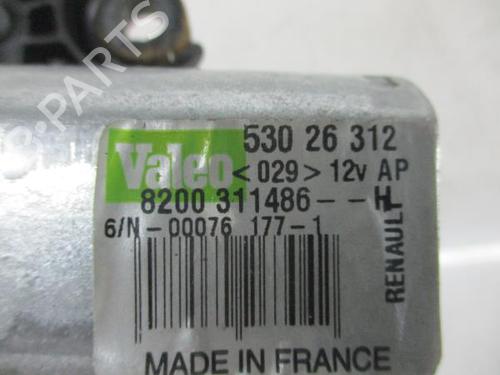 B-PARTS
530 26 312
Valeo
<029> 12v AP
8200 311486--H
RENAULT
6/N-00076 177-1
MADE IN FRANCE